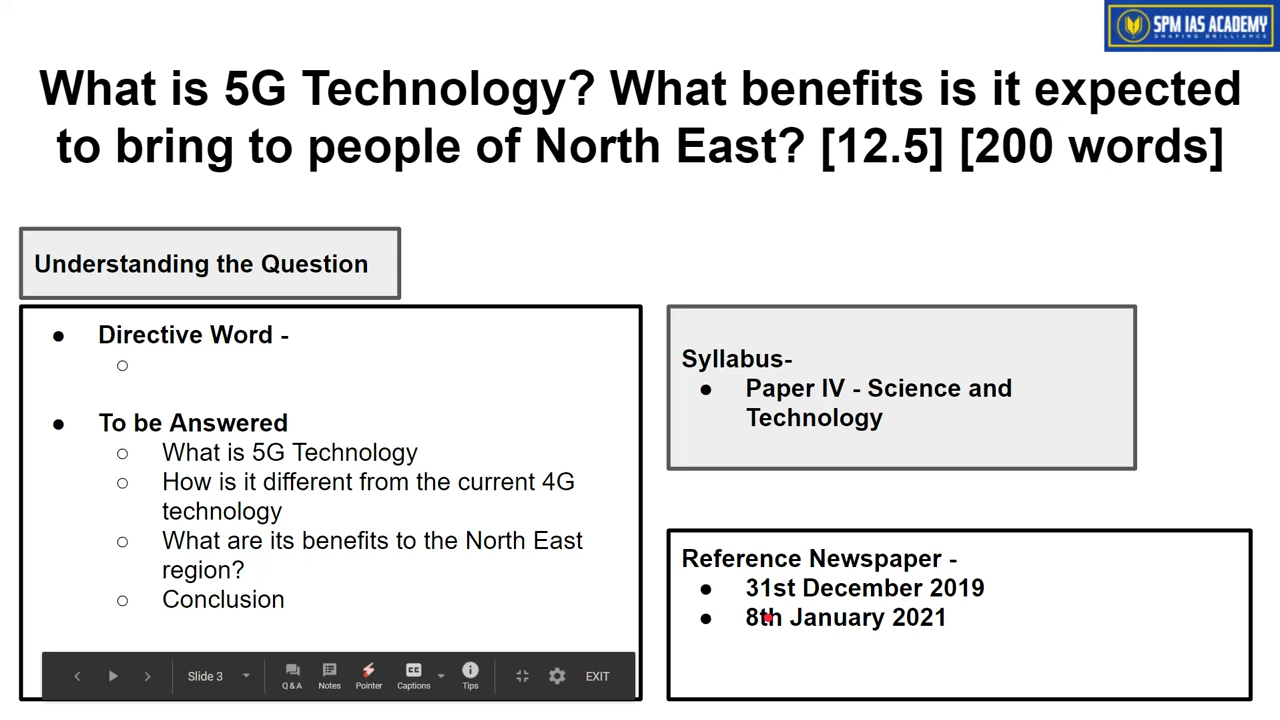 SPM IAS ACADEMY
SHAPING BRILLIANCE
What is 5G Technology? What benefits is it expected
to bring to people of North East? [12.5] [200 words]
Understanding the Question
● Directive Word -
○
● To be Answered
○ What is 5G Technology
○ How is it different from the current 4G
technology
○ What are its benefits to the North East
region?
○ Conclusion
Syllabus-
● Paper IV - Science and
Technology
Reference Newspaper -
● 31st December 2019
● 8th January 2021
Slide 3
Q & A
Notes
Pointer
CC
Captions
Tips
EXIT